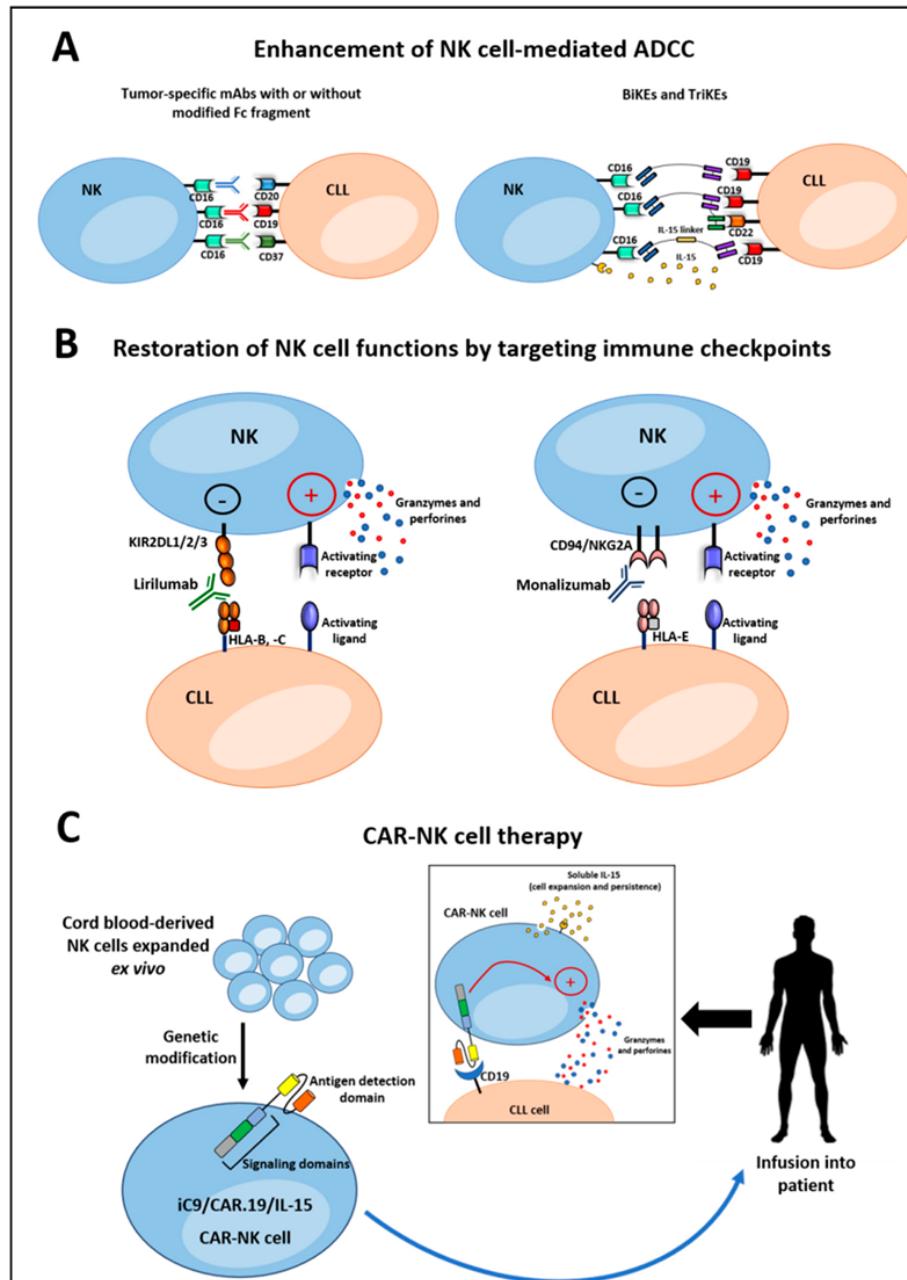 A
Enhancement of NK cell-mediated ADCC
Tumor-specific mAbs with or without
modified Fc fragment
NK
CLL
CD16
CD20
CD16
CD19
CD16
CD37
BiKEs and TriKEs
NK
CLL
CD16
CD19
CD16
CD19
CD22
IL-15 linker
CD16
IL-15
CD19
B
Restoration of NK cell functions by targeting immune checkpoints
NK
-
+
Granzymes and
perforines
KIR2DL1/2/3
Activating
receptor
Lirilumab
HLA-B, -C
Activating
ligand
CLL
NK
-
+
Granzymes and
perforines
CD94/NKG2A
Activating
receptor
Monalizumab
HLA-E
Activating
ligand
CLL
C
CAR-NK cell therapy
Cord blood-derived
NK cells expanded
ex vivo
Genetic
modification
Antigen detection
domain
Signaling domains
iC9/CAR.19/IL-15
CAR-NK cell
Soluble IL-15
(cell expansion and persistence)
CAR-NK cell
+
Granzymes
and perforines
CD19
CLL cell
Infusion into
patient